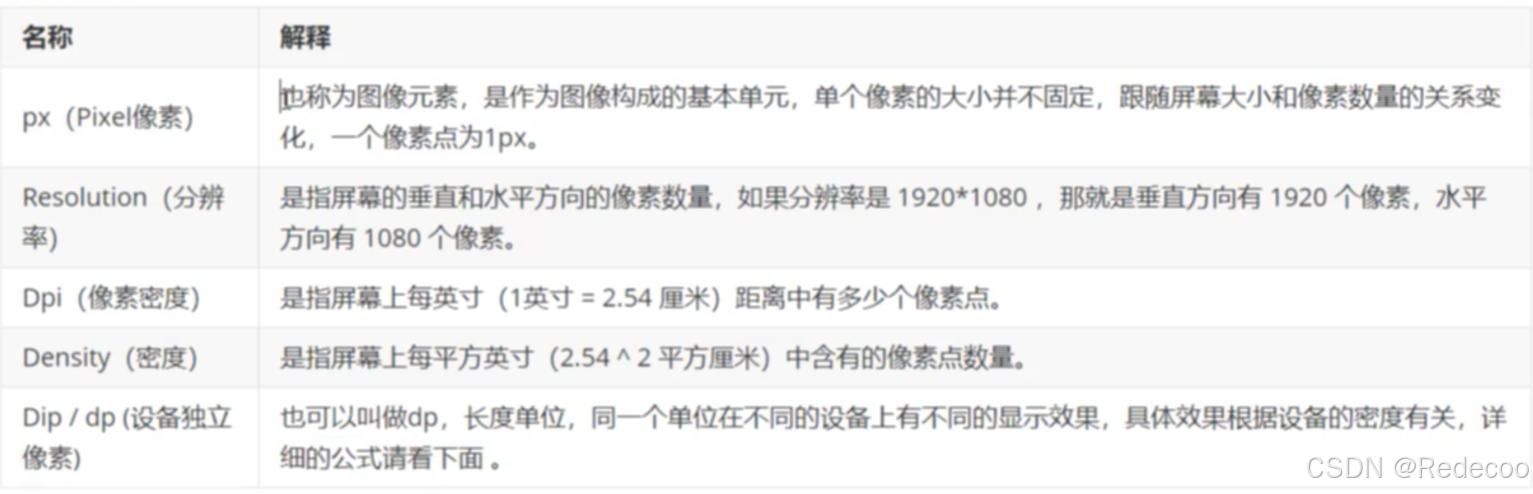 名称
解释
px（Pixel像素）
也称为图像元素，是作为图像构成的基本单元，单个像素的大小并不固定，跟随屏幕大小和像素数量的关系变
化，一个像素点为1px。
Resolution（分辨
率）
是指屏幕的垂直和水平方向的像素数量，如果分辨率是 1920*1080 ，那就是垂直方向有 1920 个像素，水平
方向有 1080 个像素。
Dpi（像素密度）
是指屏幕上每英寸（1英寸 = 2.54 厘米）距离中有多少个像素点。
Density（密度）
是指屏幕上每平方英寸（2.54 ^ 2 平方厘米）中含有的像素点数量。
Dip / dp (设备独立
像素)
也可以叫做dp，长度单位，同一个单位在不同的设备上有不同的显示效果，具体效果根据设备的密度有关，详
细的公式请看下面 。
CSDN @Redecoo